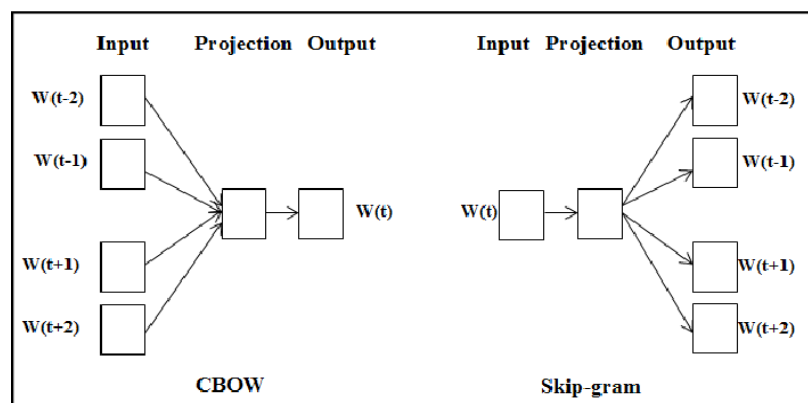 Input Projection Output
W(t-2)
W(t-1)
W(t)
W(t+1)
W(t+2)
CBOW
Input Projection Output
W(t-2)
W(t-1)
W(t)
W(t+1)
W(t+2)
Skip-gram